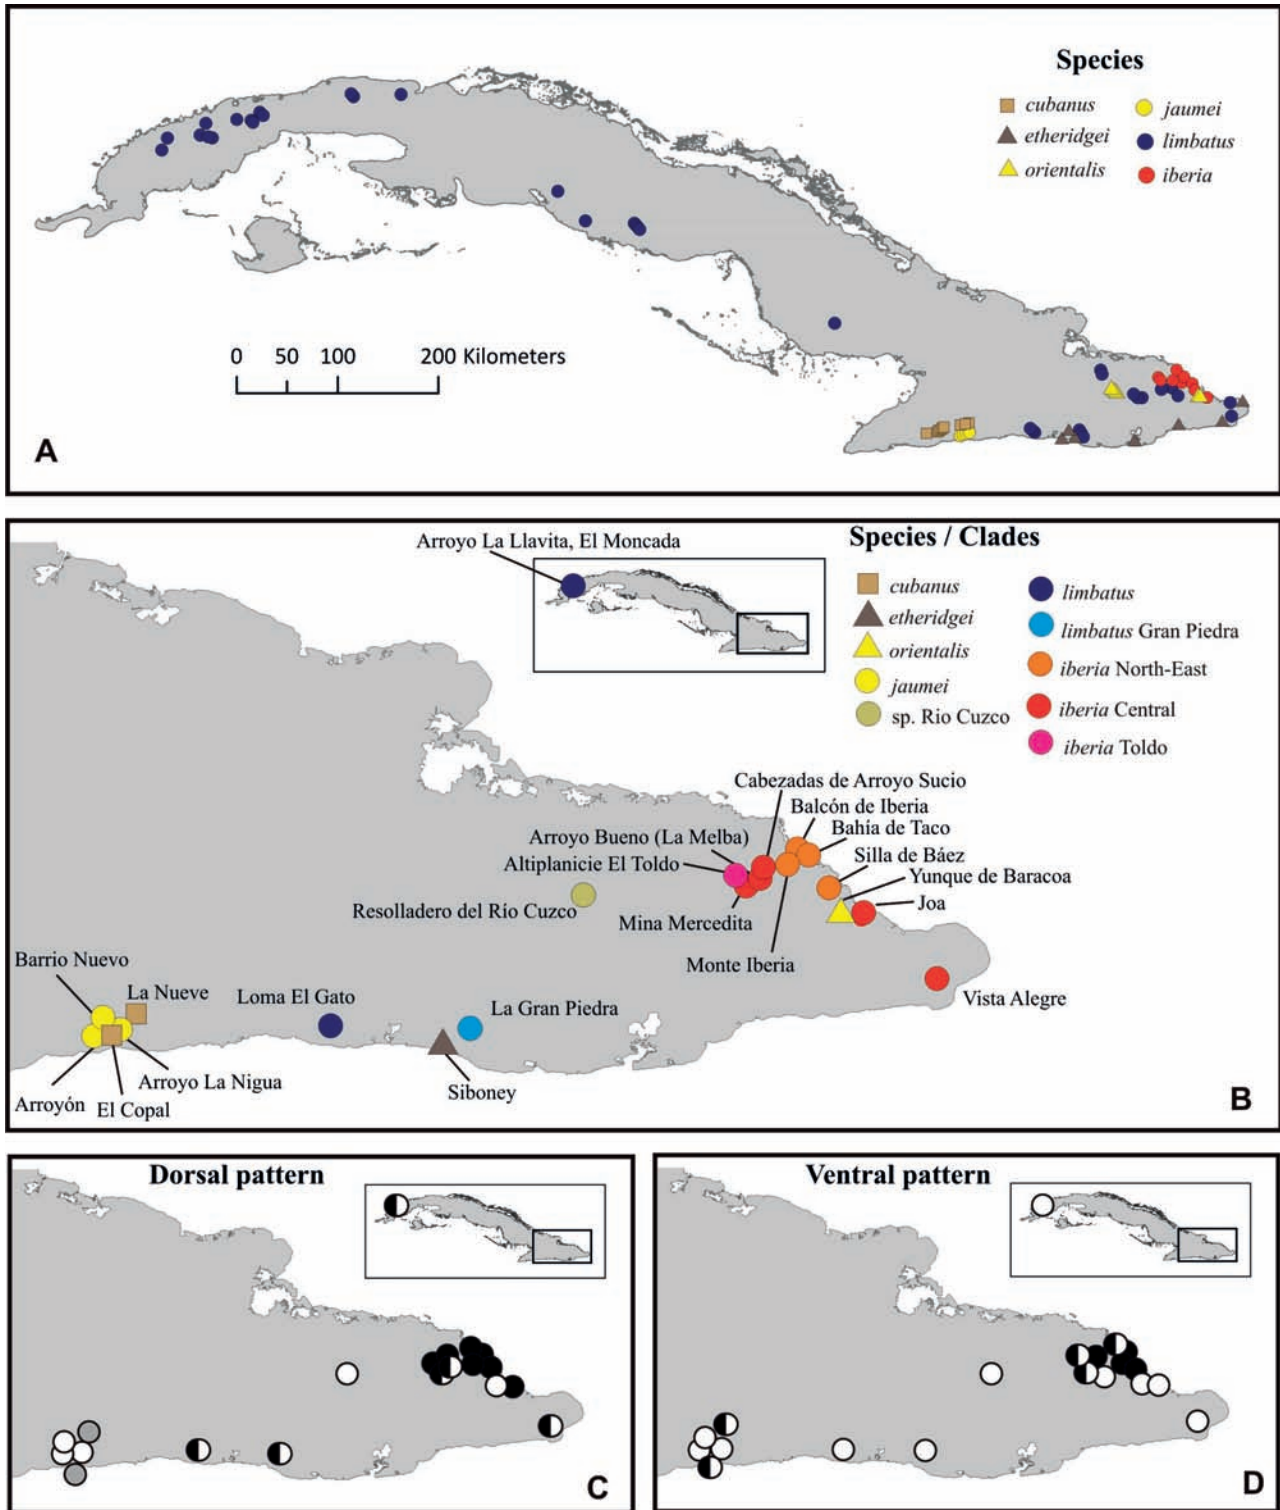 Species
cubanus
etheridgei
orientalis
jaumei
limbatus
iberia
0 50 100 200 Kilometers
A
Arroyo La Llavita, El Moncada
Species / Clades
cubanus
etheridgei
orientalis
jaumei
sp. Rio Cuzco
limbatus
limbatus Gran Piedra
iberia North-East
iberia Central
iberia Toldo
Cabezadas de Arroyo Sucio
Balcón de Iberia
Bahía de Taco
Arroyo Bueno (La Melba)
Altiplanicie El Toldo
Silla de Báez
Yunque de Baracoa
Joa
Resolladero del Río Cuzco
Mina Mercedita
Monte Iberia
Vista Alegre
Barrio Nuevo
La Nueve
Loma El Gato
La Gran Piedra
Arroyo La Nigua
Arroyón
El Copal
Siboney
B
Dorsal pattern
C
Ventral pattern
D